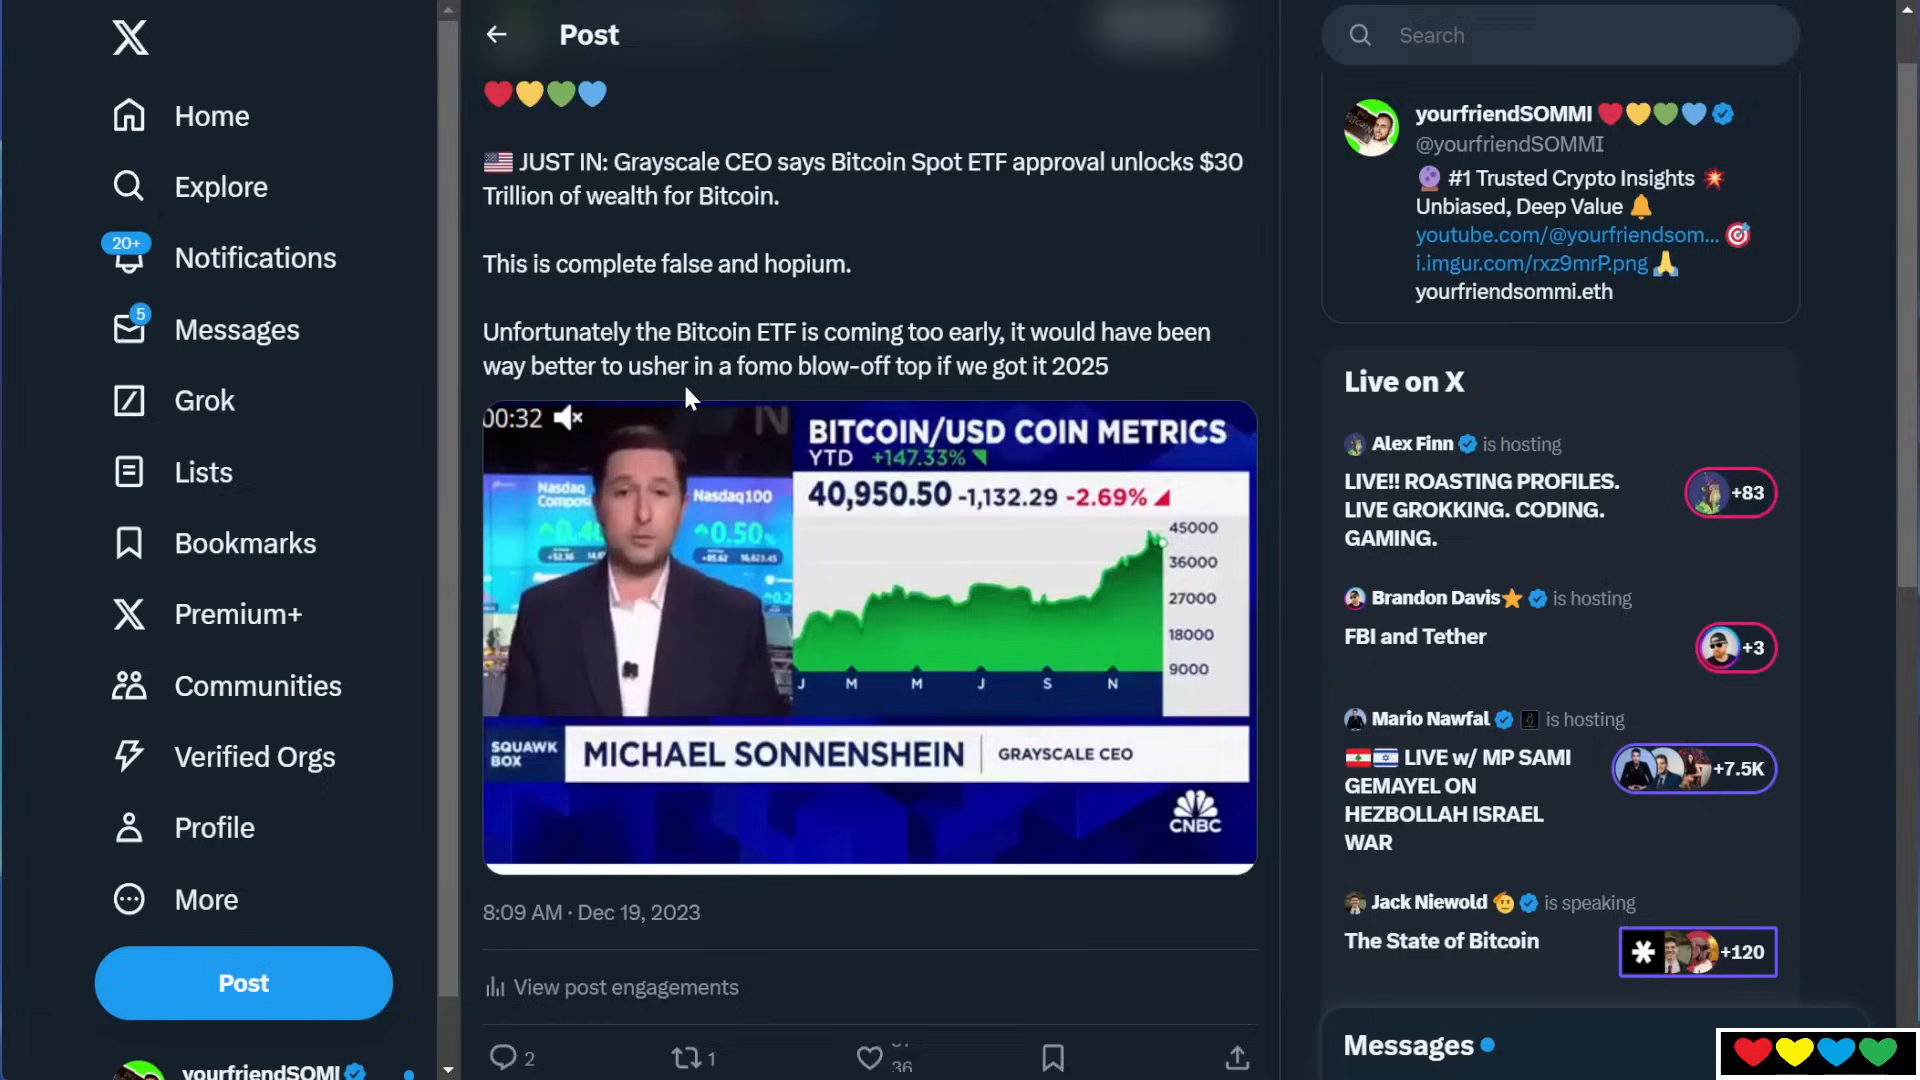 Home
Explore
20+
Notifications
5
Messages
Grok
Lists
Bookmarks
Premium+
Communities
Verified Orgs
Profile
More
Post
yourfriendSOMI
Post
JUST IN: Grayscale CEO says Bitcoin Spot ETF approval unlocks $30
Trillion of wealth for Bitcoin.
This is complete false and hopium.
Unfortunately the Bitcoin ETF is coming too early, it would have been
way better to usher in a fomo blow-off top if we got it 2025
00:32
Nasdaq
Nasdaq100
0.50
BITCOIN/USD COIN METRICS
YTD +147.33%
40,950.50 -1,132.29 -2.69%
45000
36000
27000
18000
9000
J M M J S N
SQUAWK
BOX
MICHAEL SONNENSHEIN
GRAYSCALE CEO
CNBC
8:09 AM · Dec 19, 2023
View post engagements
2
1
36
Search
yourfriendSOMMI
@yourfriendSOMMI
#1 Trusted Crypto Insights
Unbiased, Deep Value
youtube.com/@yourfriendsom...
i.imgur.com/rxz9mrP.png
yourfriendsommi.eth
Live on X
Alex Finn is hosting
LIVE!! ROASTING PROFILES.
LIVE GROKKING. CODING.
GAMING.
+83
Brandon Davis is hosting
FBI and Tether
+3
Mario Nawfal is hosting
LIVE w/ MP SAMI
GEMAYEL ON
HEZBOLLAH ISRAEL
WAR
+7.5K
Jack Niewold is speaking
The State of Bitcoin
+120
Messages